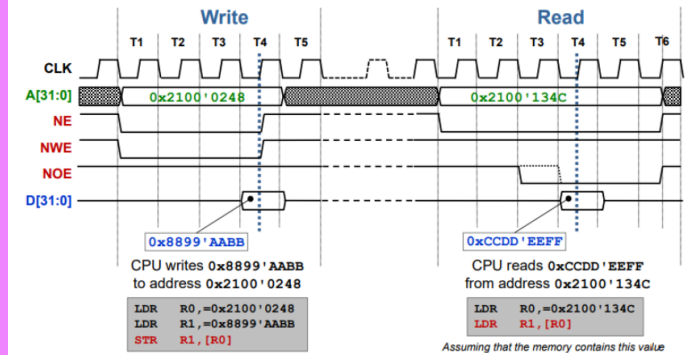 Write Read
T1 T2 T3 T4 T5 T1 T2 T3 T4 T5 T6
CLK
A[31:0] 0x2100'0248 0x2100'134C
NE
NWE
NOE
D[31:0]
0x8899'AABB 0xCCDD'EEFF
CPU writes 0x8899'AABB
to address 0x2100'0248
CPU reads 0xCCDD'EEFF
from address 0x2100'134C
LDR R0,=0x2100'0248
LDR R1,=0x8899'AABB
STR R1,[R0]
LDR R0,=0x2100'134C
LDR R1,[R0]
Assuming that the memory contains this value